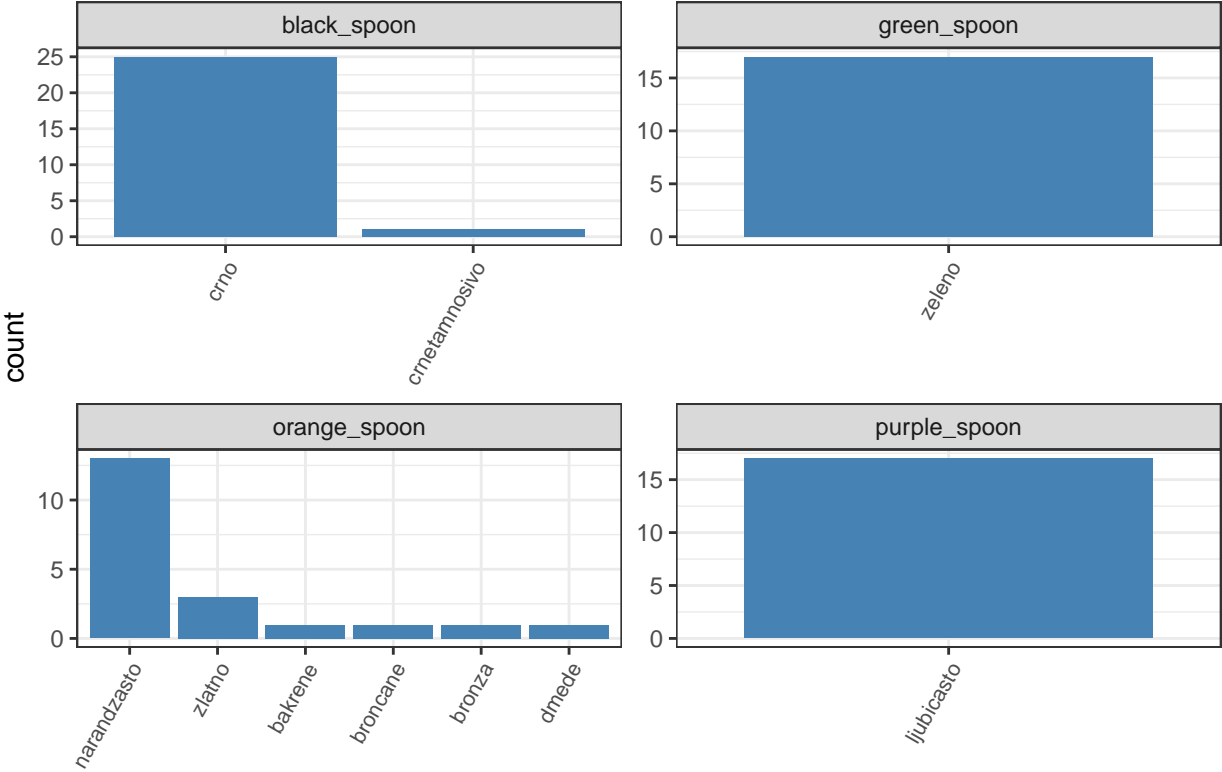 black_spoon
25
20
15
10
5
0
crno
crnetamnosivo
green_spoon
15
10
5
0
zeleno
count
orange_spoon
10
5
0
narandzasto
zlatno
bakrene
broncane
bronza
dmede
purple_spoon
15
10
5
0
ljubicasto